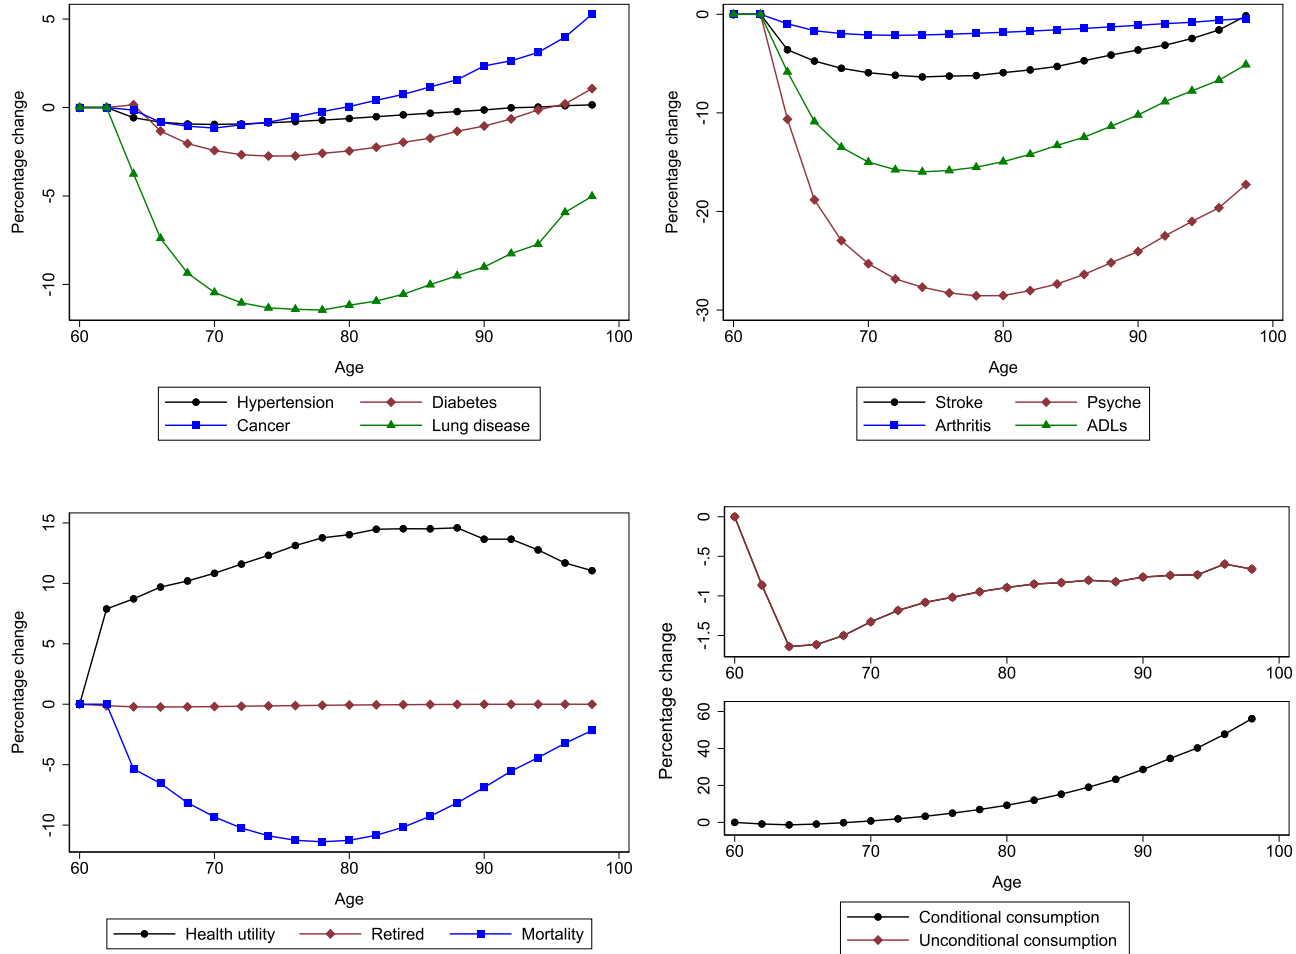 5
0
-5
-10
Percentage change
60 70 80 90 100
Age
Hypertension Diabetes
Cancer Lung disease
0
-10
-20
-30
Percentage change
60 70 80 90 100
Age
Stroke Psyche
Arthritis ADLs
15
10
5
0
-5
-10
Percentage change
60 70 80 90 100
Age
Health utility Retired Mortality
0
-.5
-1
-1.5
60 70 80 90 100
Percentage change
60
40
20
0
60 70 80 90 100
Age
Conditional consumption
Unconditional consumption